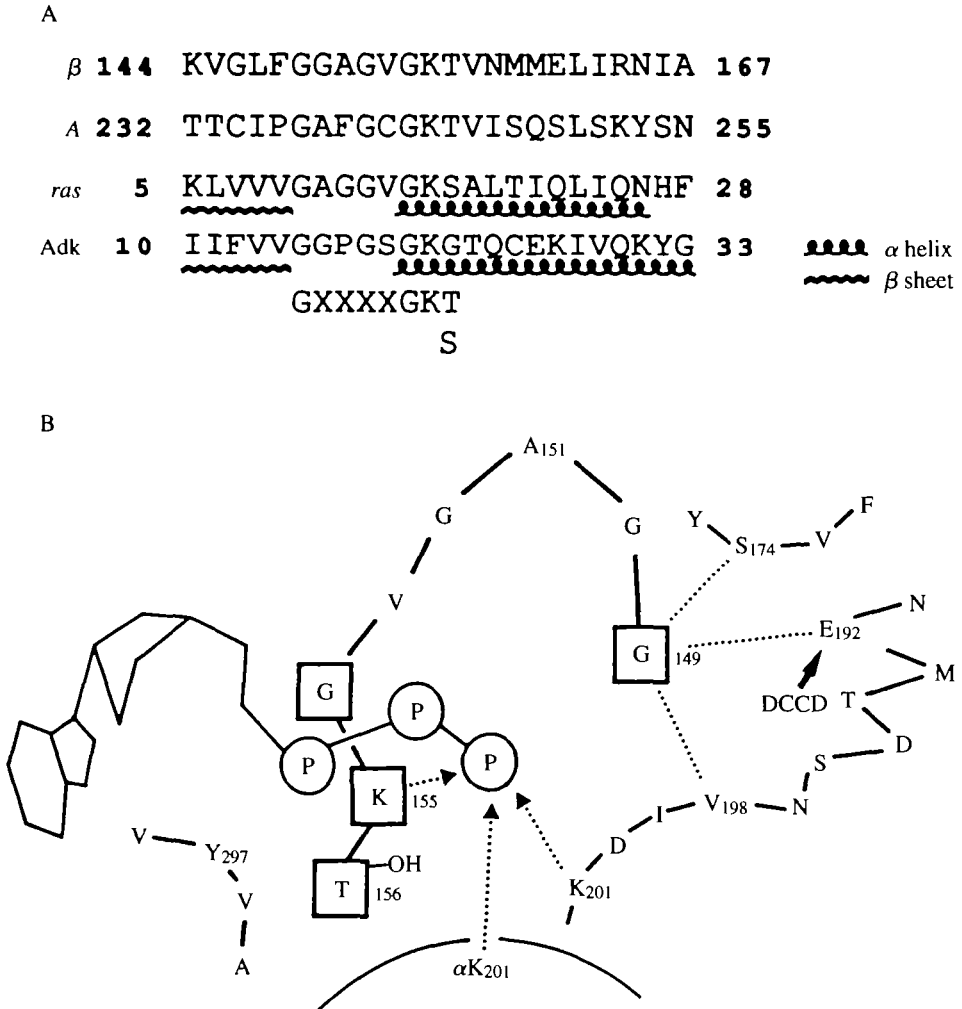 A
β 144 KVGLFGGAGVGKTVNMMELIRNIA 167
A 232 TTCIPGAFGCGKTVISQSLSKYSN 255
ras 5 KLVVVGAGGVGKSALTIQLIQNHF 28
Adk 10 IIFVVGGPGSGKGTQCEKIVQKYG 33
α helix
β sheet
GXXXXGKT
S
B
A151
G
G
V
Y
S174
V
F
G 149
E192
N
M
DCCD
T
D
S
N
V198
I
D
K201
G
P
P
P
K 155
T 156
OH
V
Y297
V
A
αK201